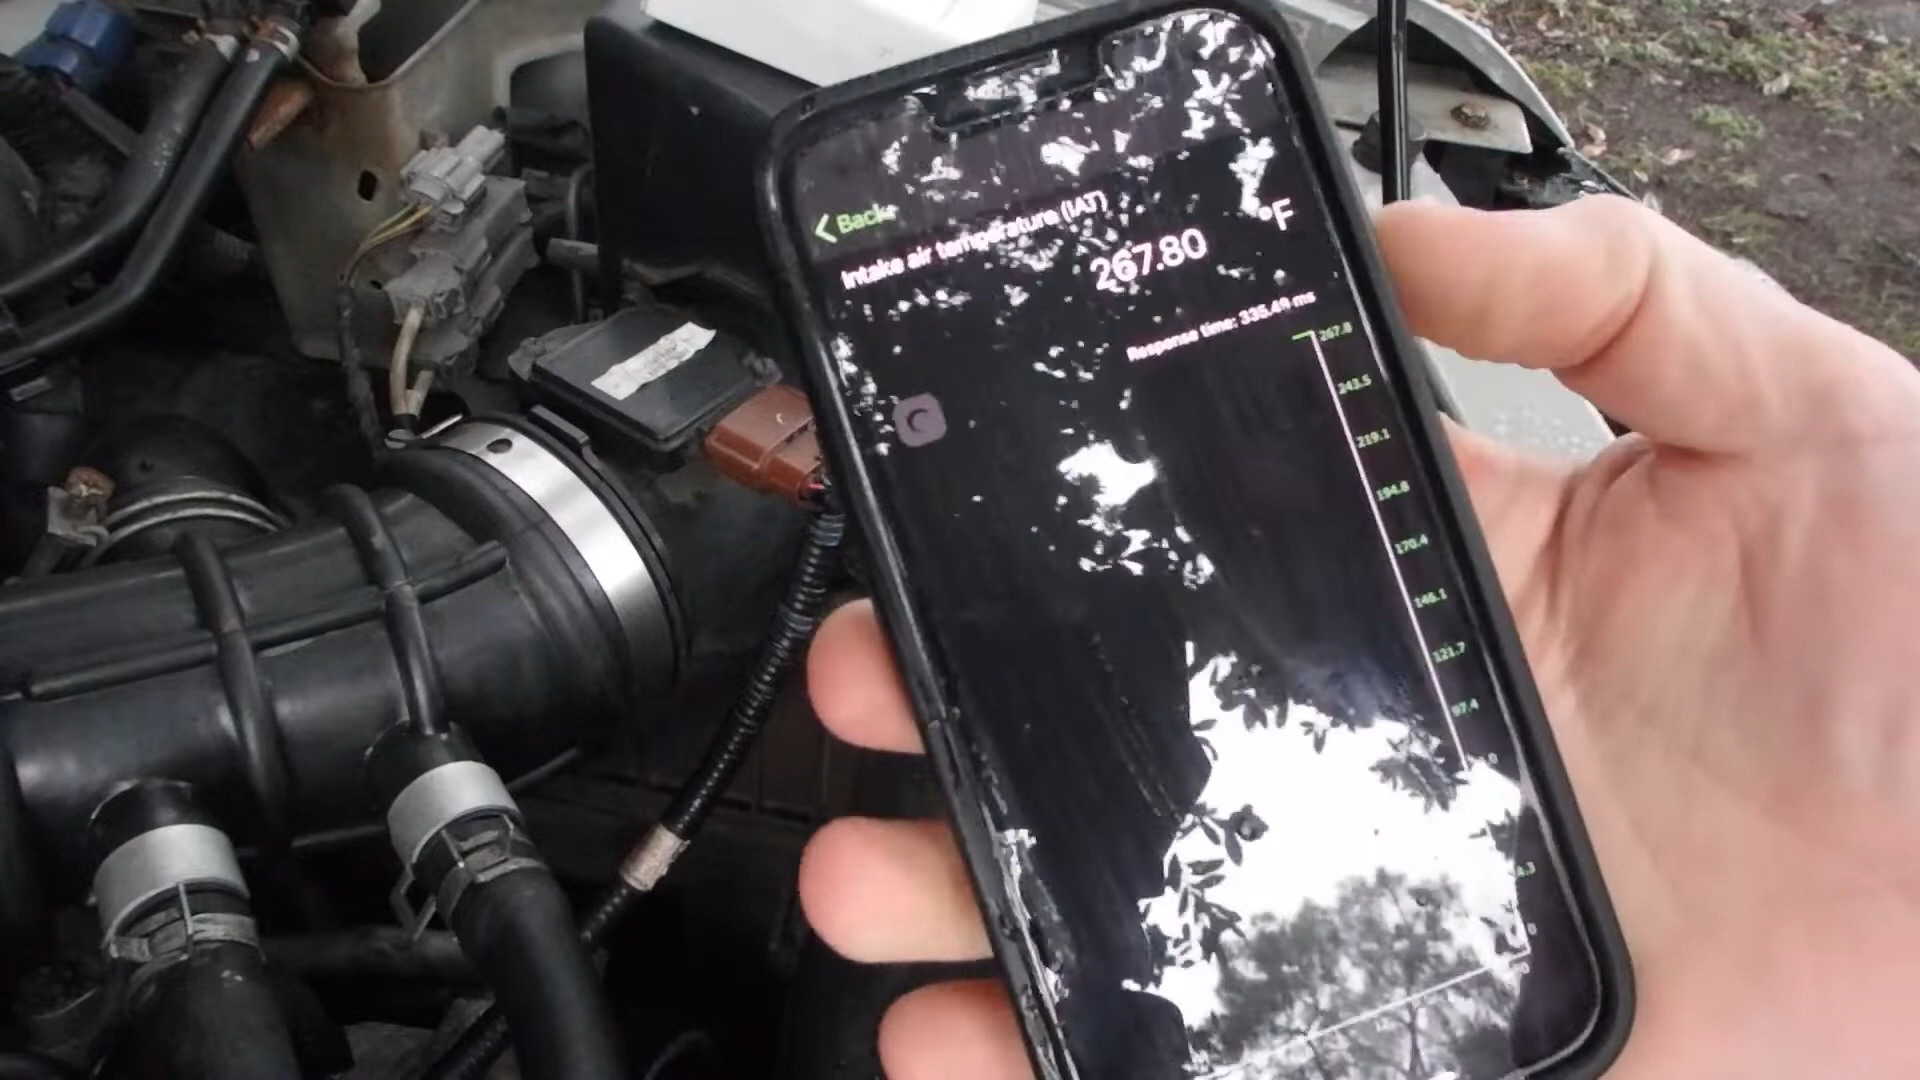 Back
Intake air temperature (IAT)
267.80
°F
Response time: 335.49 ms
267.8
243.5
219.1
194.8
170.4
146.1
121.7
97.4